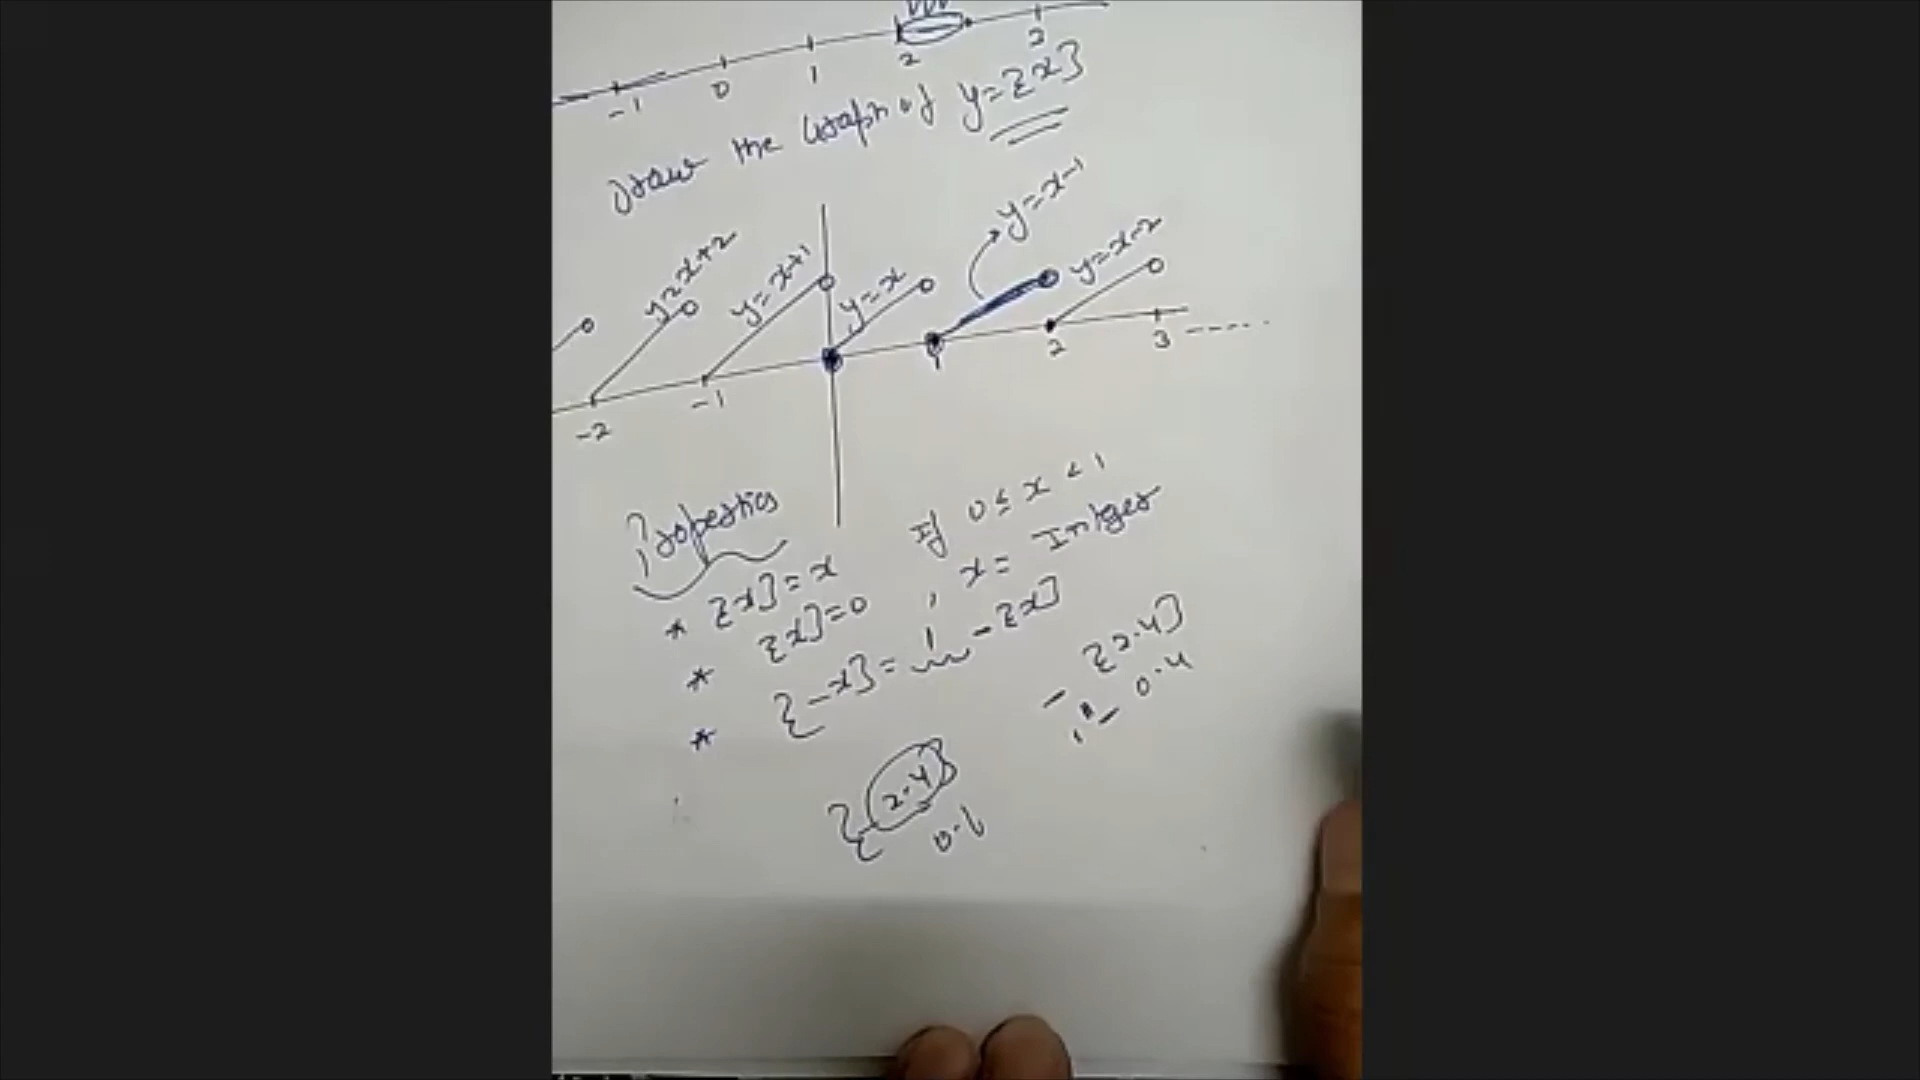 -1 0 1 2 3
Draw the Graph of y={x}
y=x+2 y=x+1 y=x y=x-1 y=x-2
-2 -1 1 2 3 -----
Properties
* {x}=x If 0≤x<1
* {x}=0 , x= Integer
* {-x}= 1 -{x}
{2.4}
1- 0.4
{-2.4}
0.6